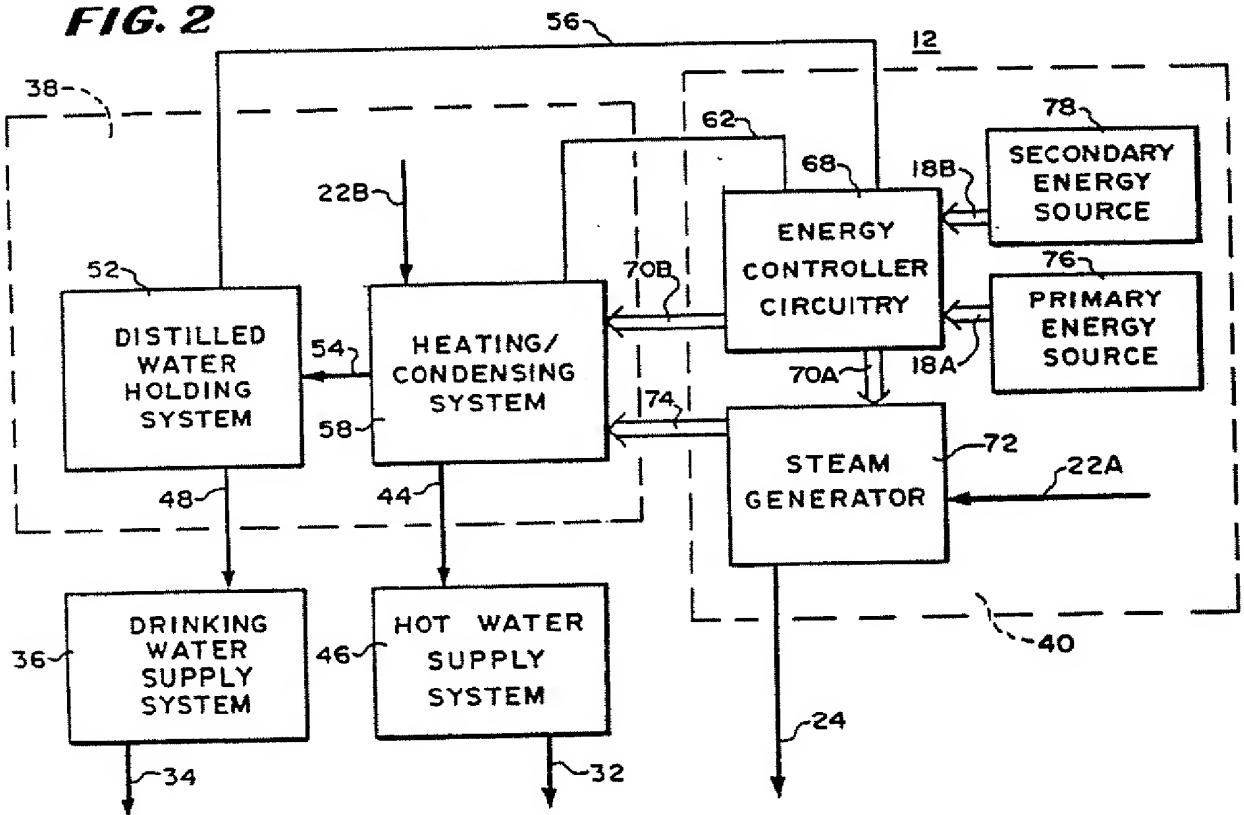 FIG. 2
56
12
38
62
78
SECONDARY
ENERGY
SOURCE
18B
68
22B
ENERGY
CONTROLLER
CIRCUITRY
76
PRIMARY
ENERGY
SOURCE
18A
52
DISTILLED
WATER
HOLDING
SYSTEM
54
HEATING/
CONDENSING
SYSTEM
58
70B
70A
74
STEAM
GENERATOR
72
22A
48
44
40
36
DRINKING
WATER
SUPPLY
SYSTEM
46
HOT WATER
SUPPLY
SYSTEM
24
34
32